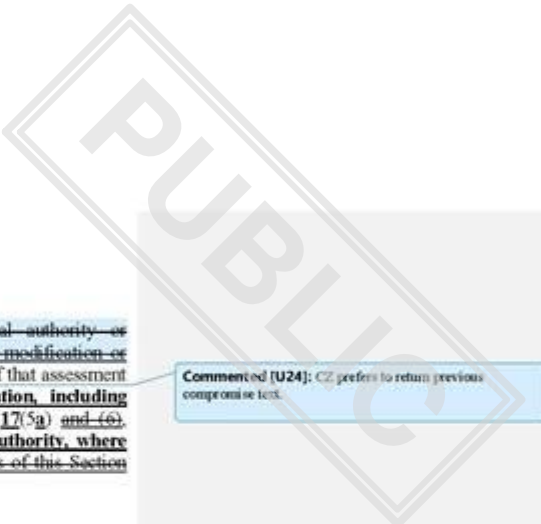 PUBLIC
al authority or
modification or
f that assessment
ation, including
17(5a) and (6).
uthority, where
s of this Section
Commented [U24]: CZ prefers to return previous
compromise text.